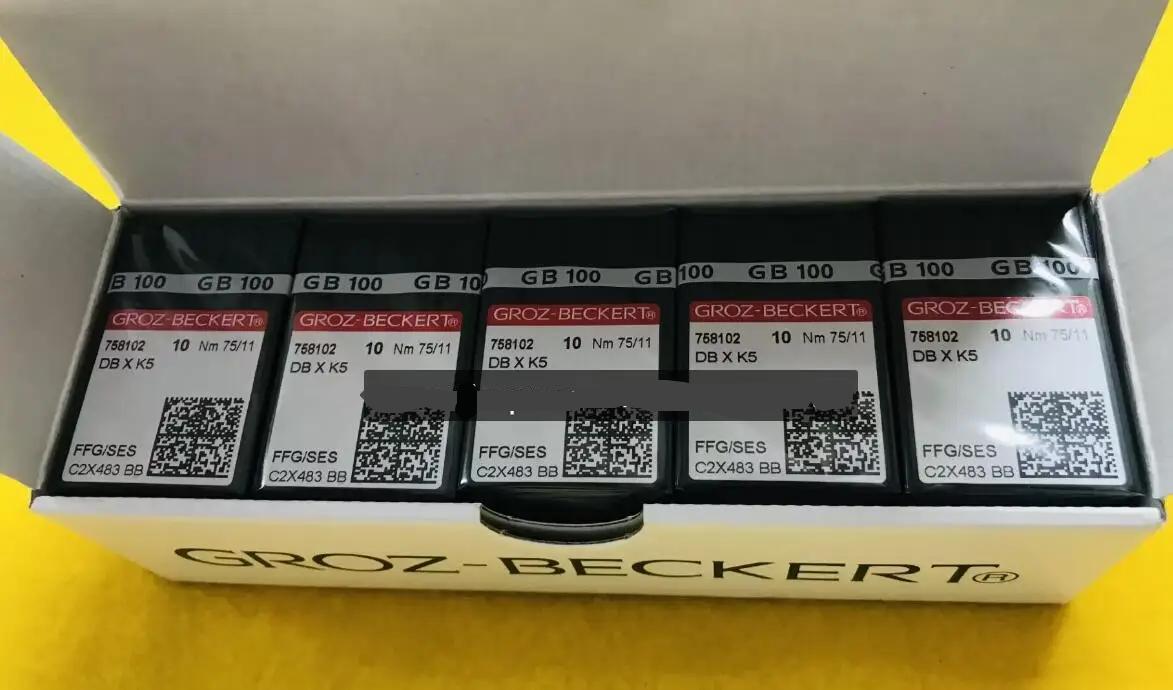 B 100 GB 100
GROZ-BECKERT®
758102 10 Nm 75/11
DB X K5
FFG/SES
C2X483 BB
GB 100 GB 10
GROZ-BECKERT®
758102 10 Nm 75/11
DB X K5
FFG/SES
C2X483 BB
GB 100 GB
GROZ-BECKERT®
758102 10 Nm 75/11
DB X K5
FFG/SES
C2X483 BB
100 GB 100 G
GROZ-BECKERT®
758102 10 Nm 75/11
DB X K5
FFG/SES
C2X483 BB
B 100 GB 100
GROZ-BECKERT®
758102 10 Nm 75/11
DB X K5
FFG/SES
C2X483 BB
GROZ-BECKERT®